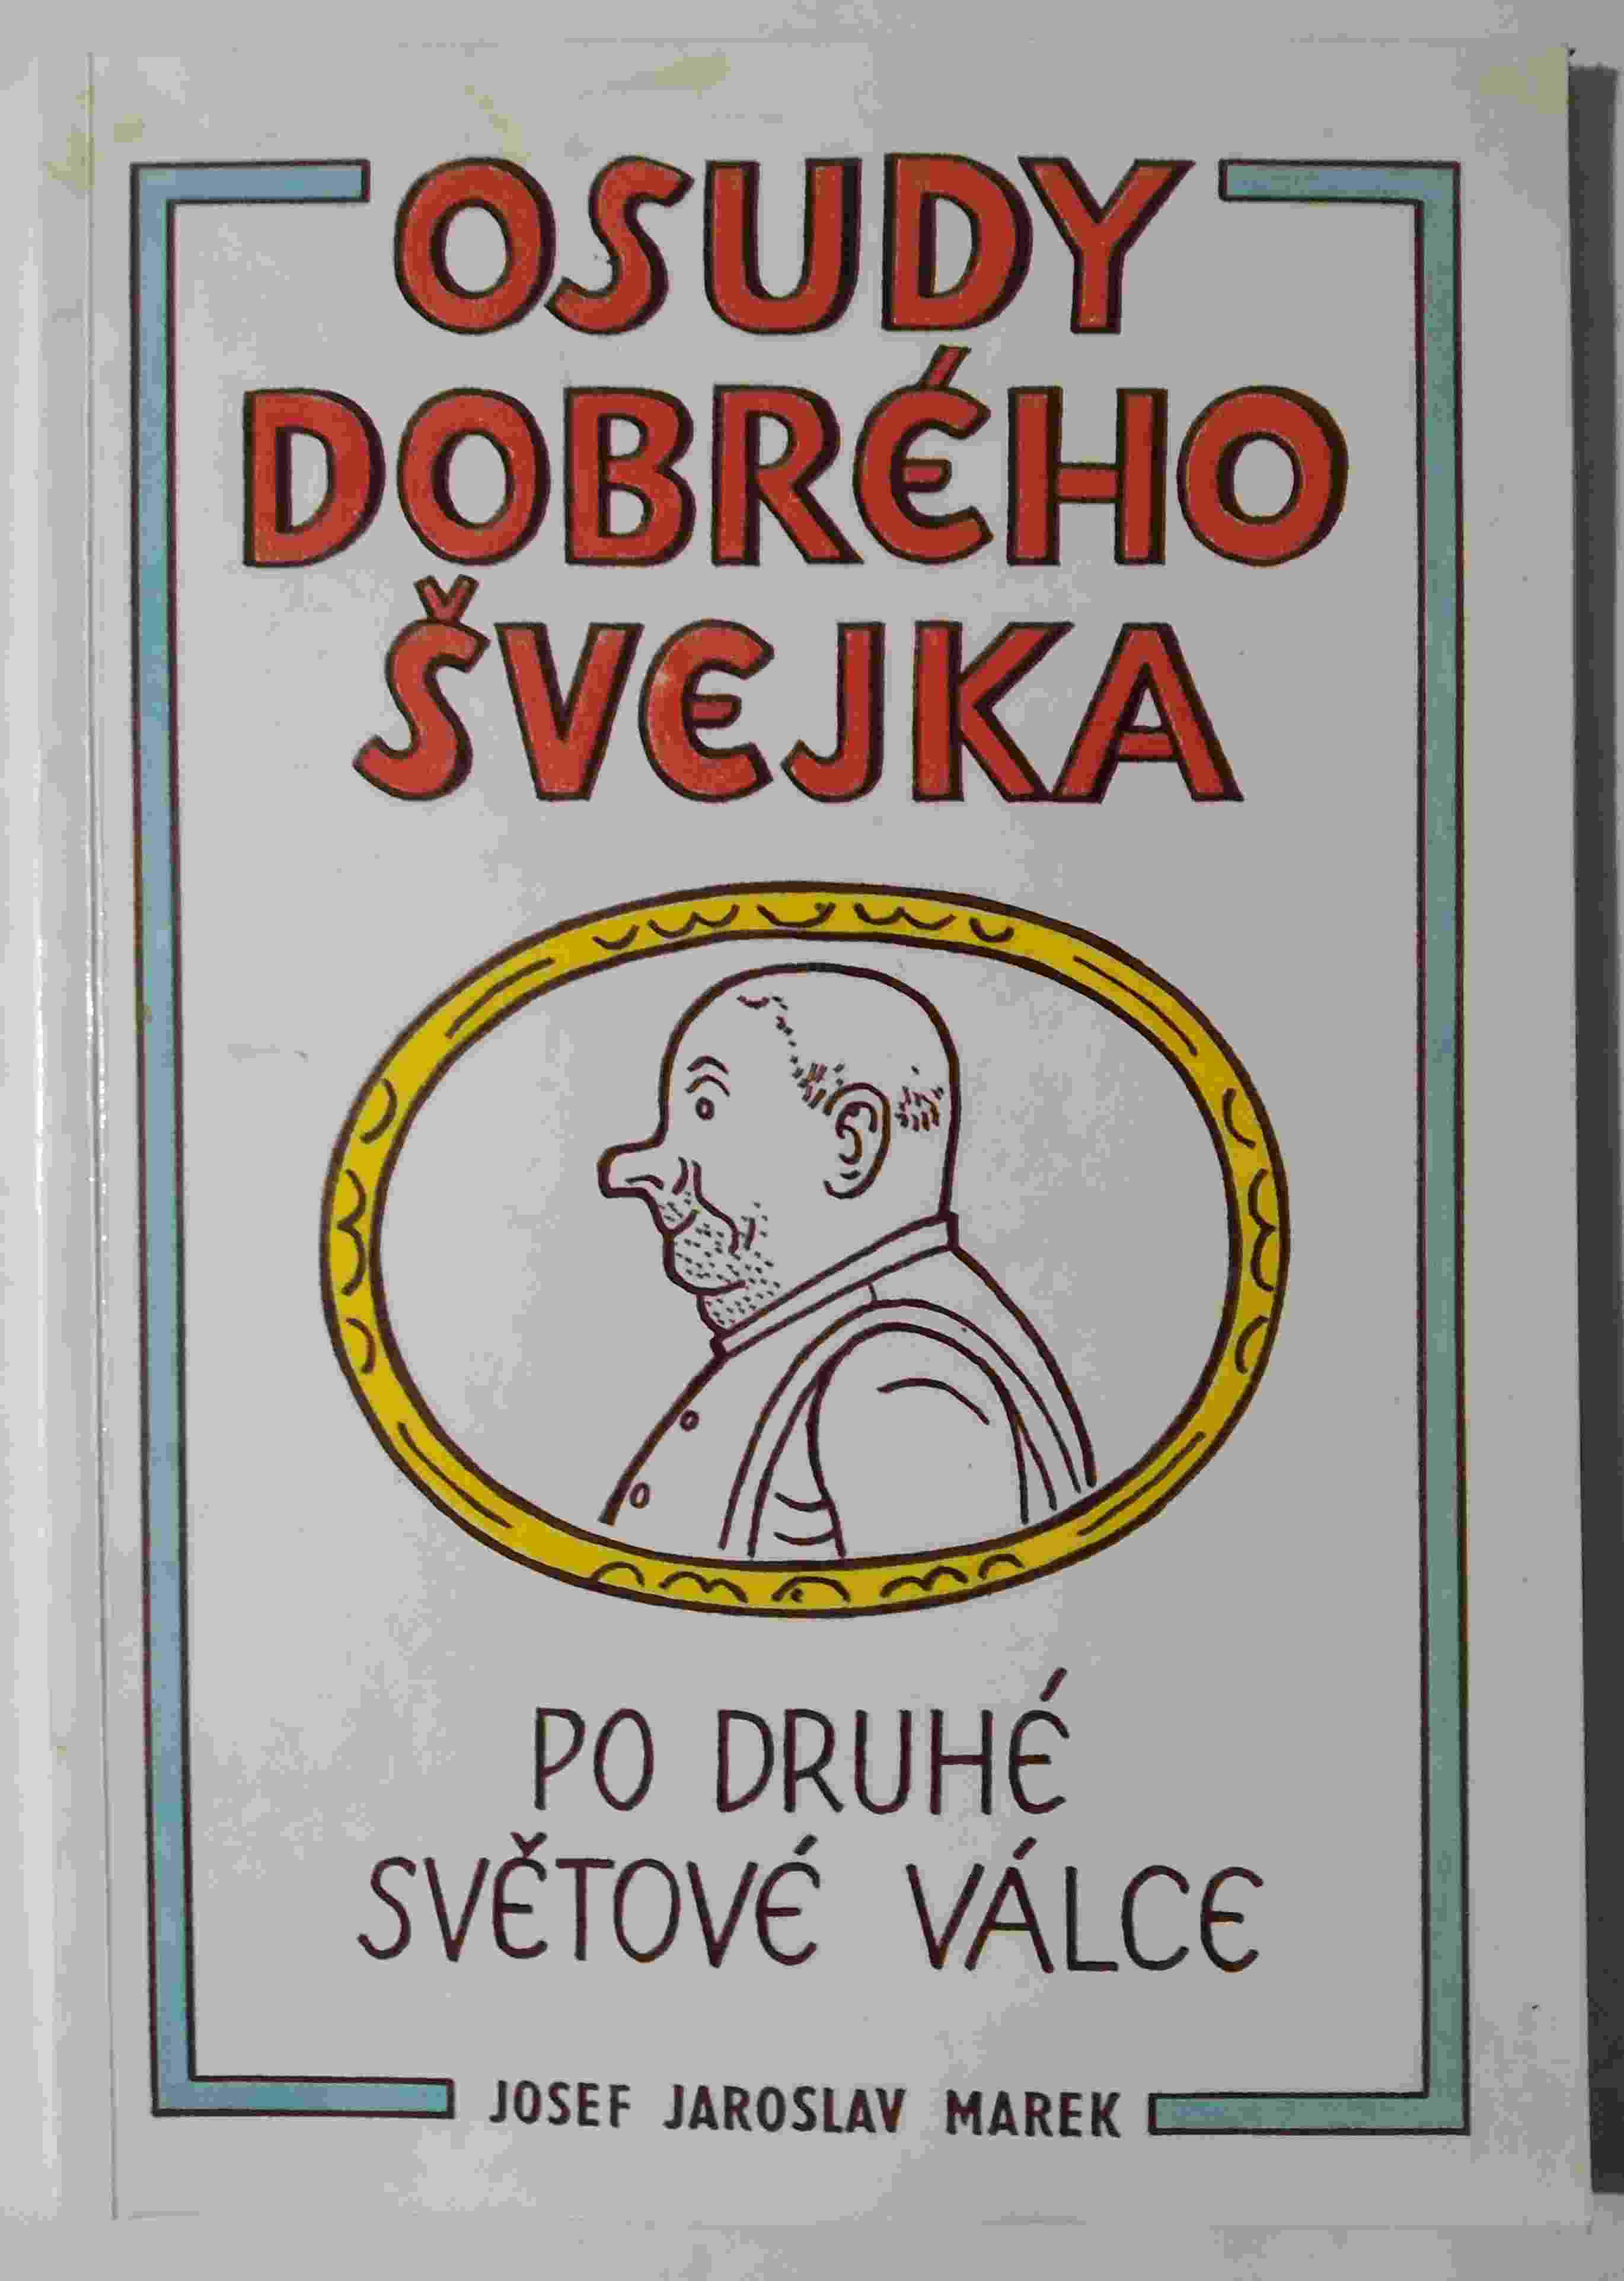 OSUDY
DOBRÉHO
ŠVEJKA
PO DRUHÉ
SVĚTOVÉ VÁLCE
JOSEF JAROSLAV MAREK